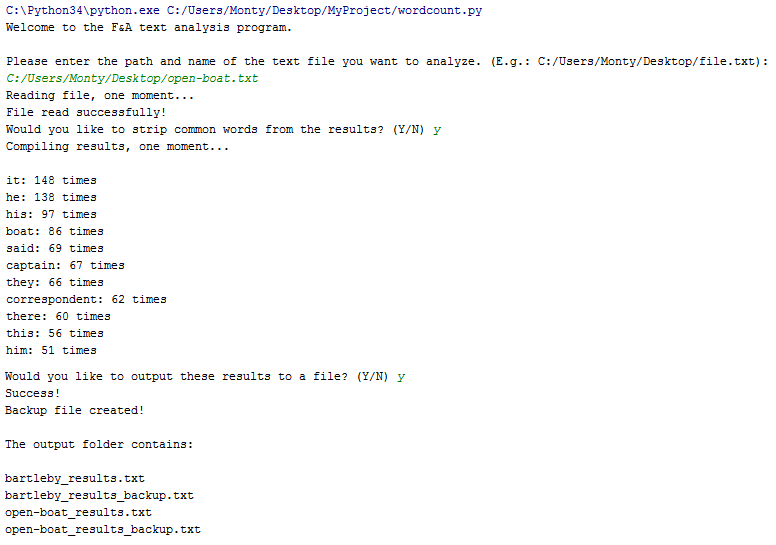 C:\Python34\python.exe C:/Users/Monty/Desktop/MyProject/wordcount.py
Welcome to the F&A text analysis program.
Please enter the path and name of the text file you want to analyze. (E.g.: C:/Users/Monty/Desktop/file.txt):
C:/Users/Monty/Desktop/open-boat.txt
Reading file, one moment...
File read successfully!
Would you like to strip common words from the results? (Y/N) y
Compiling results, one moment...
it: 148 times
he: 138 times
his: 97 times
boat: 86 times
said: 69 times
captain: 67 times
they: 66 times
correspondent: 62 times
there: 60 times
this: 56 times
him: 51 times
Would you like to output these results to a file? (Y/N) y
Success!
Backup file created!
The output folder contains:
bartleby_results.txt
bartleby_results_backup.txt
open-boat_results.txt
open-boat_results_backup.txt